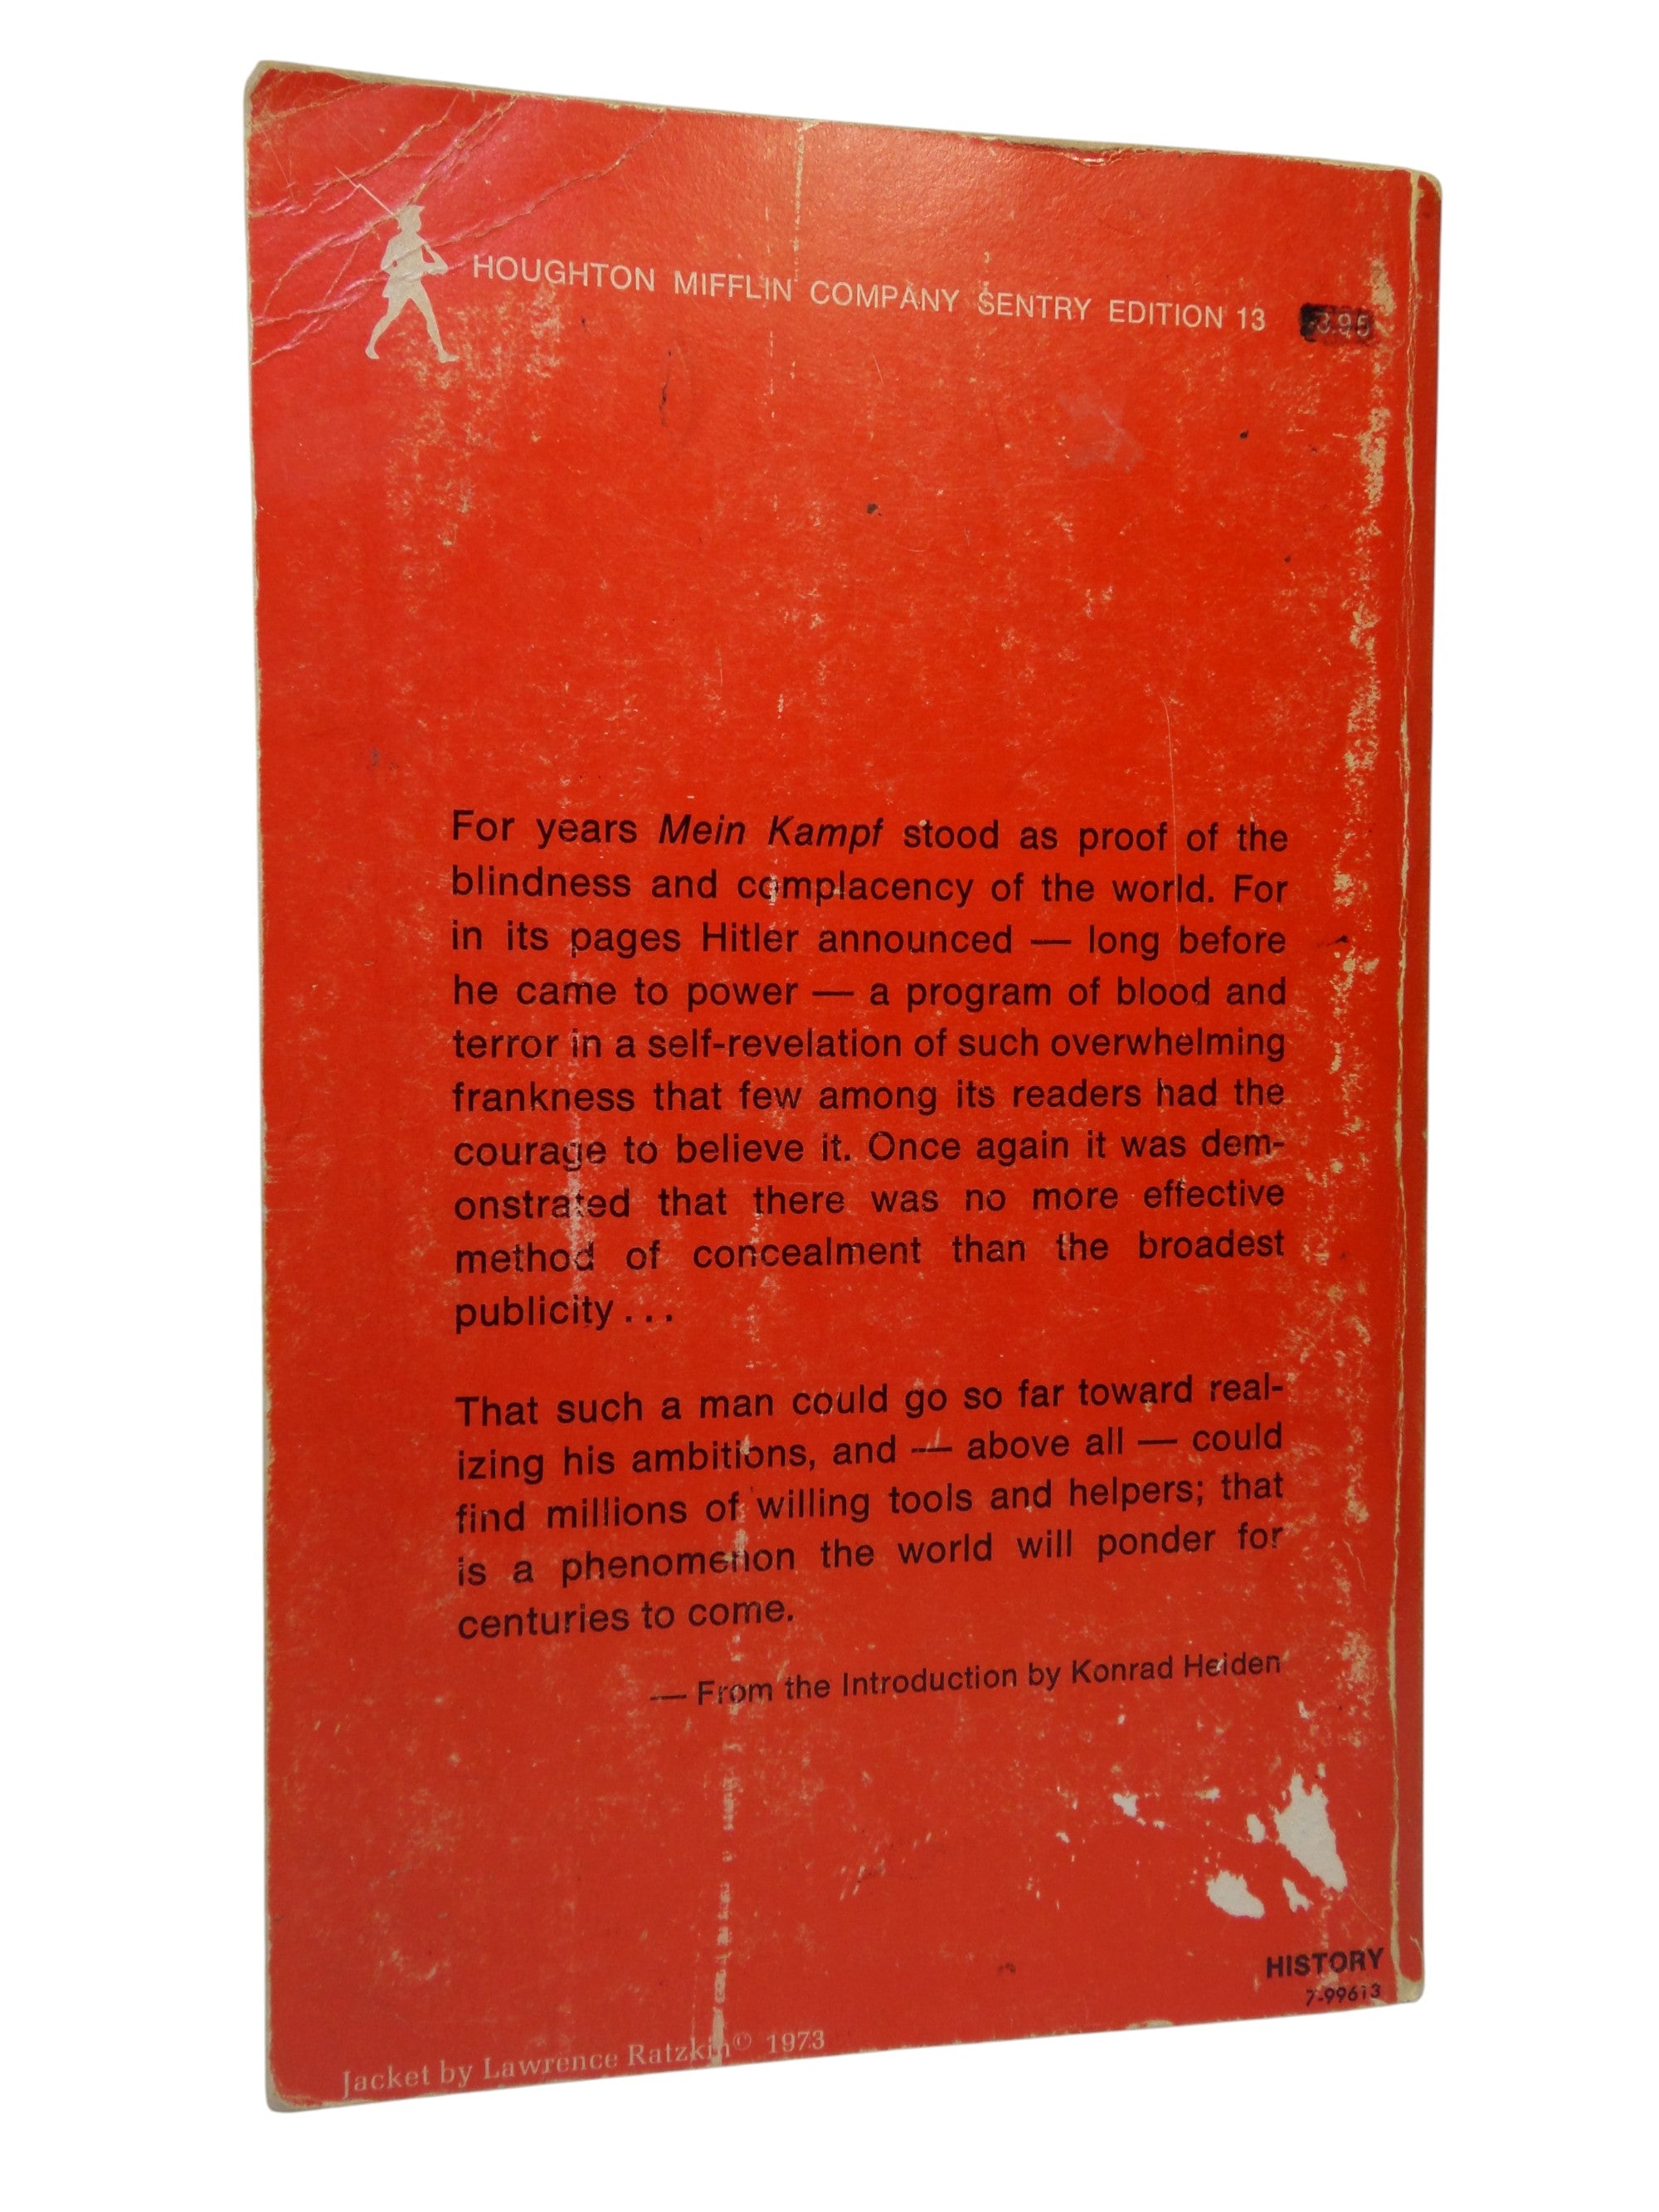 HOUGHTON MIFFLIN COMPANY SENTRY EDITION 13 3.95
For years Mein Kampf stood as proof of the
blindness and complacency of the world. For
in its pages Hitler announced — long before
he came to power — a program of blood and
terror in a self-revelation of such overwhelming
frankness that few among its readers had the
courage to believe it. Once again it was dem-
onstrated that there was no more effective
method of concealment than the broadest
publicity . . .
That such a man could go so far toward real-
izing his ambitions, and — above all — could
find millions of willing tools and helpers; that
is a phenomenon the world will ponder for
centuries to come.
— From the Introduction by Konrad Heiden
HISTORY
7-99613
Jacket by Lawrence Ratzkin © 1973